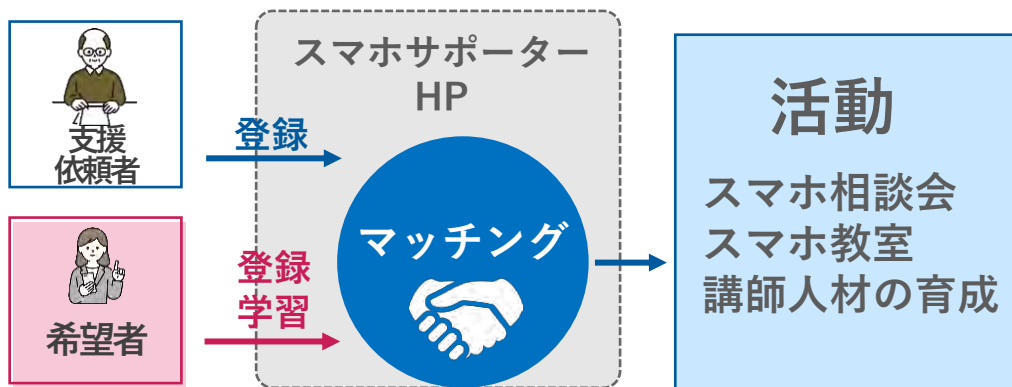 支援
依頼者
登録
希望者
登録
学習
スマホサポーター
HP
マッチング
活動
スマホ相談会
スマホ教室
講師人材の育成